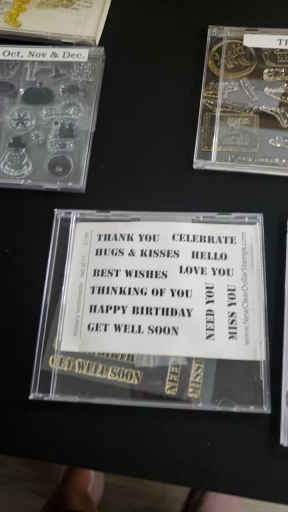 Oct, Nov & Dec.
THANK YOU CELEBRATE
HUGS & KISSES HELLO
BEST WISHES LOVE YOU
THINKING OF YOU
HAPPY BIRTHDAY
GET WELL SOON
NEED YOU
MISS YOU
GET WELL SOON